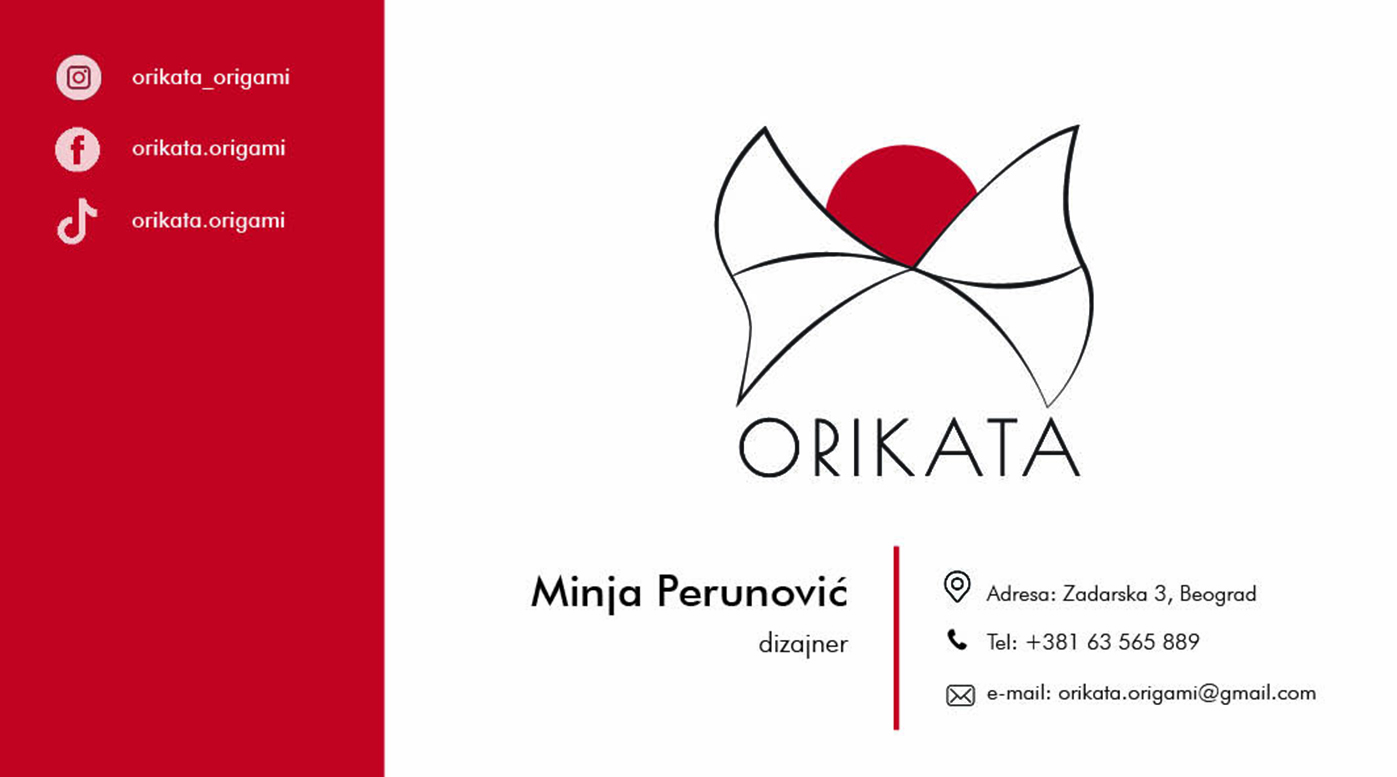 orikata_origami
orikata.origami
orikata.origami
ORIKATA
Minja Perunović
dizajner
Adresa: Zadarska 3, Beograd
Tel: +381 63 565 889
e-mail: orikata.origami@gmail.com